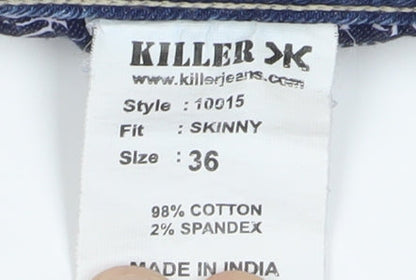 KILLER
www.killerjeans.com
Style : 10015
Fit : SKINNY
Size : 36
98% COTTON
2% SPANDEX
MADE IN INDIA